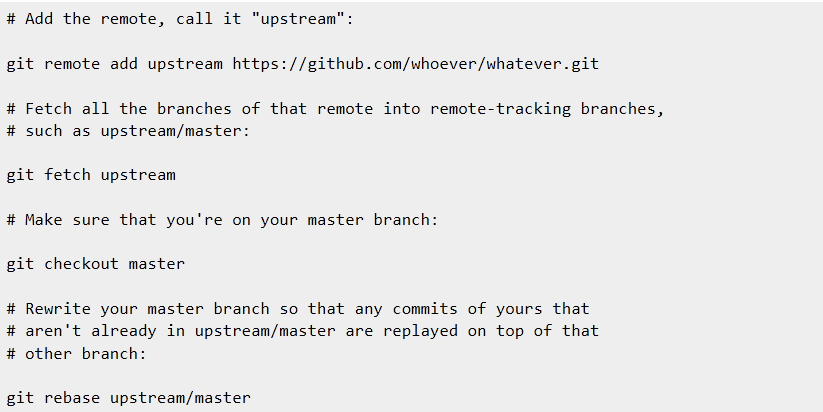 # Add the remote, call it "upstream":
git remote add upstream https://github.com/whoever/whatever.git
# Fetch all the branches of that remote into remote-tracking branches,
# such as upstream/master:
git fetch upstream
# Make sure that you're on your master branch:
git checkout master
# Rewrite your master branch so that any commits of yours that
# aren't already in upstream/master are replayed on top of that
# other branch:
git rebase upstream/master